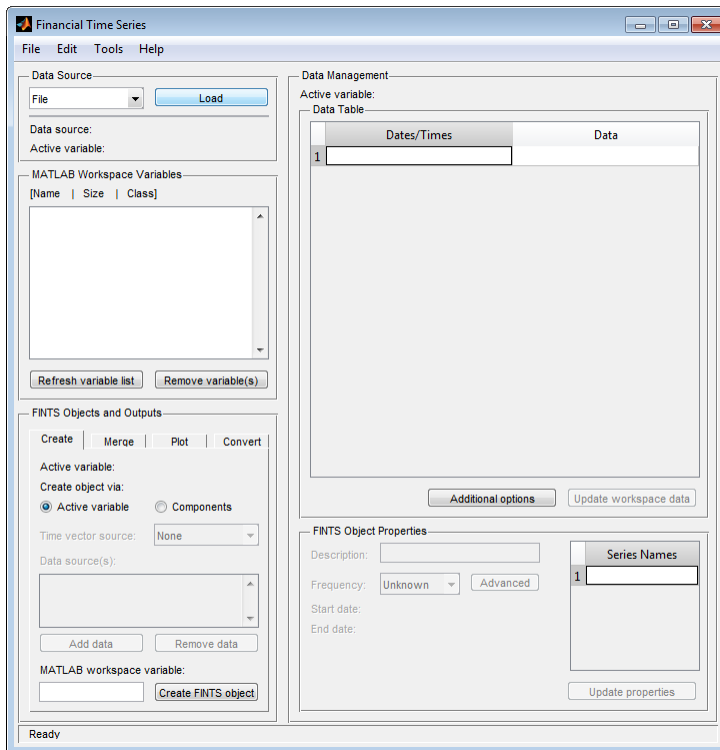 Financial Time Series
File Edit Tools Help
Data Source
File
Load
Data source:
Active variable:
MATLAB Workspace Variables
[Name | Size | Class]
Refresh variable list
Remove variable(s)
FINTS Objects and Outputs
Create
Merge
Plot
Convert
Active variable:
Create object via:
Active variable
Components
Time vector source:
None
Data source(s):
Add data
Remove data
MATLAB workspace variable:
Create FINTS object
Data Management
Active variable:
Data Table
Dates/Times
Data
1
Additional options
Update workspace data
FINTS Object Properties
Description:
Frequency:
Unknown
Advanced
Start date:
End date:
Series Names
1
Update properties
Ready